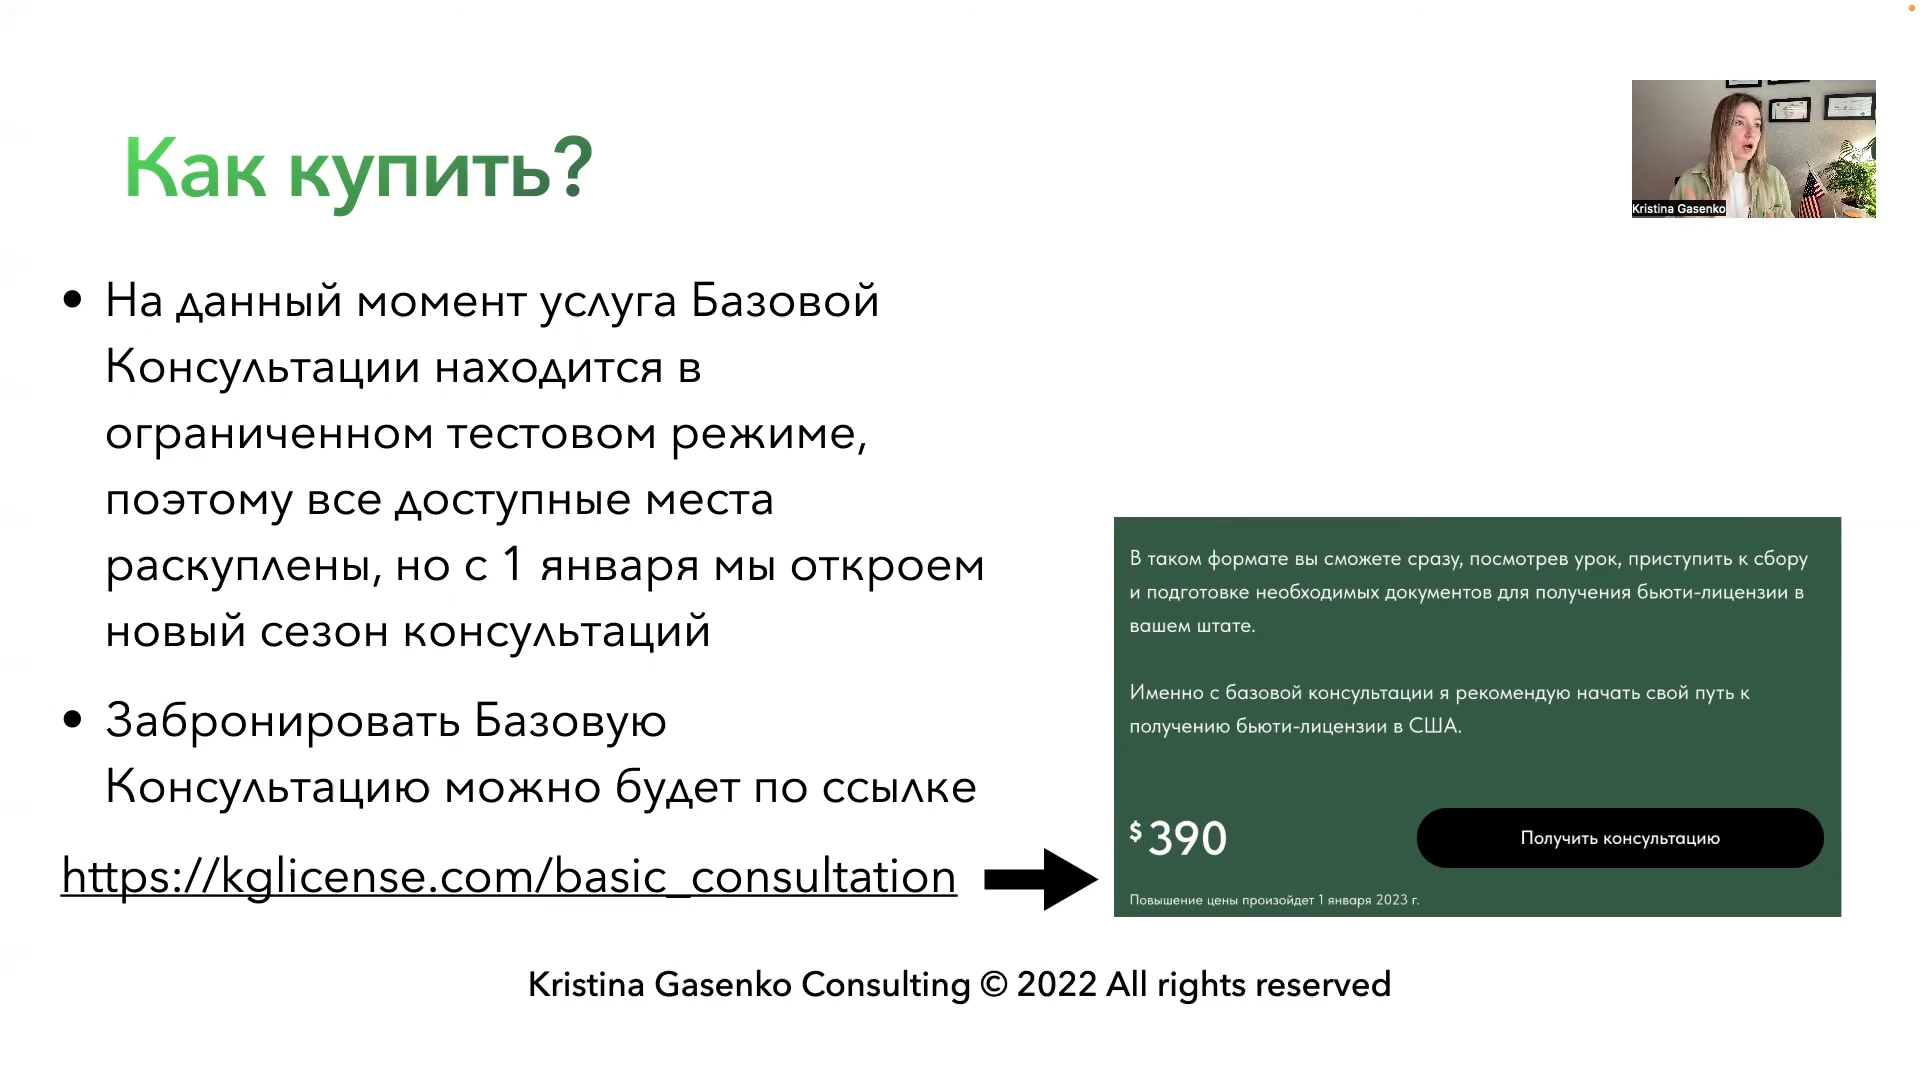 Как купить?
Kristina Gasenko
• На данный момент услуга Базовой
Консультации находится в
ограниченном тестовом режиме,
поэтому все доступные места
раскуплены, но с 1 января мы откроем
новый сезон консультаций
• Забронировать Базовую
Консультацию можно будет по ссылке
https://kglicense.com/basic_consultation
В таком формате вы сможете сразу, посмотрев урок, приступить к сбору
и подготовке необходимых документов для получения бьюти-лицензии в
вашем штате.
Именно с базовой консультации я рекомендую начать свой путь к
получению бьюти-лицензии в США.
$390
Получить консультацию
Повышение цены произойдет 1 января 2023 г.
Kristina Gasenko Consulting © 2022 All rights reserved